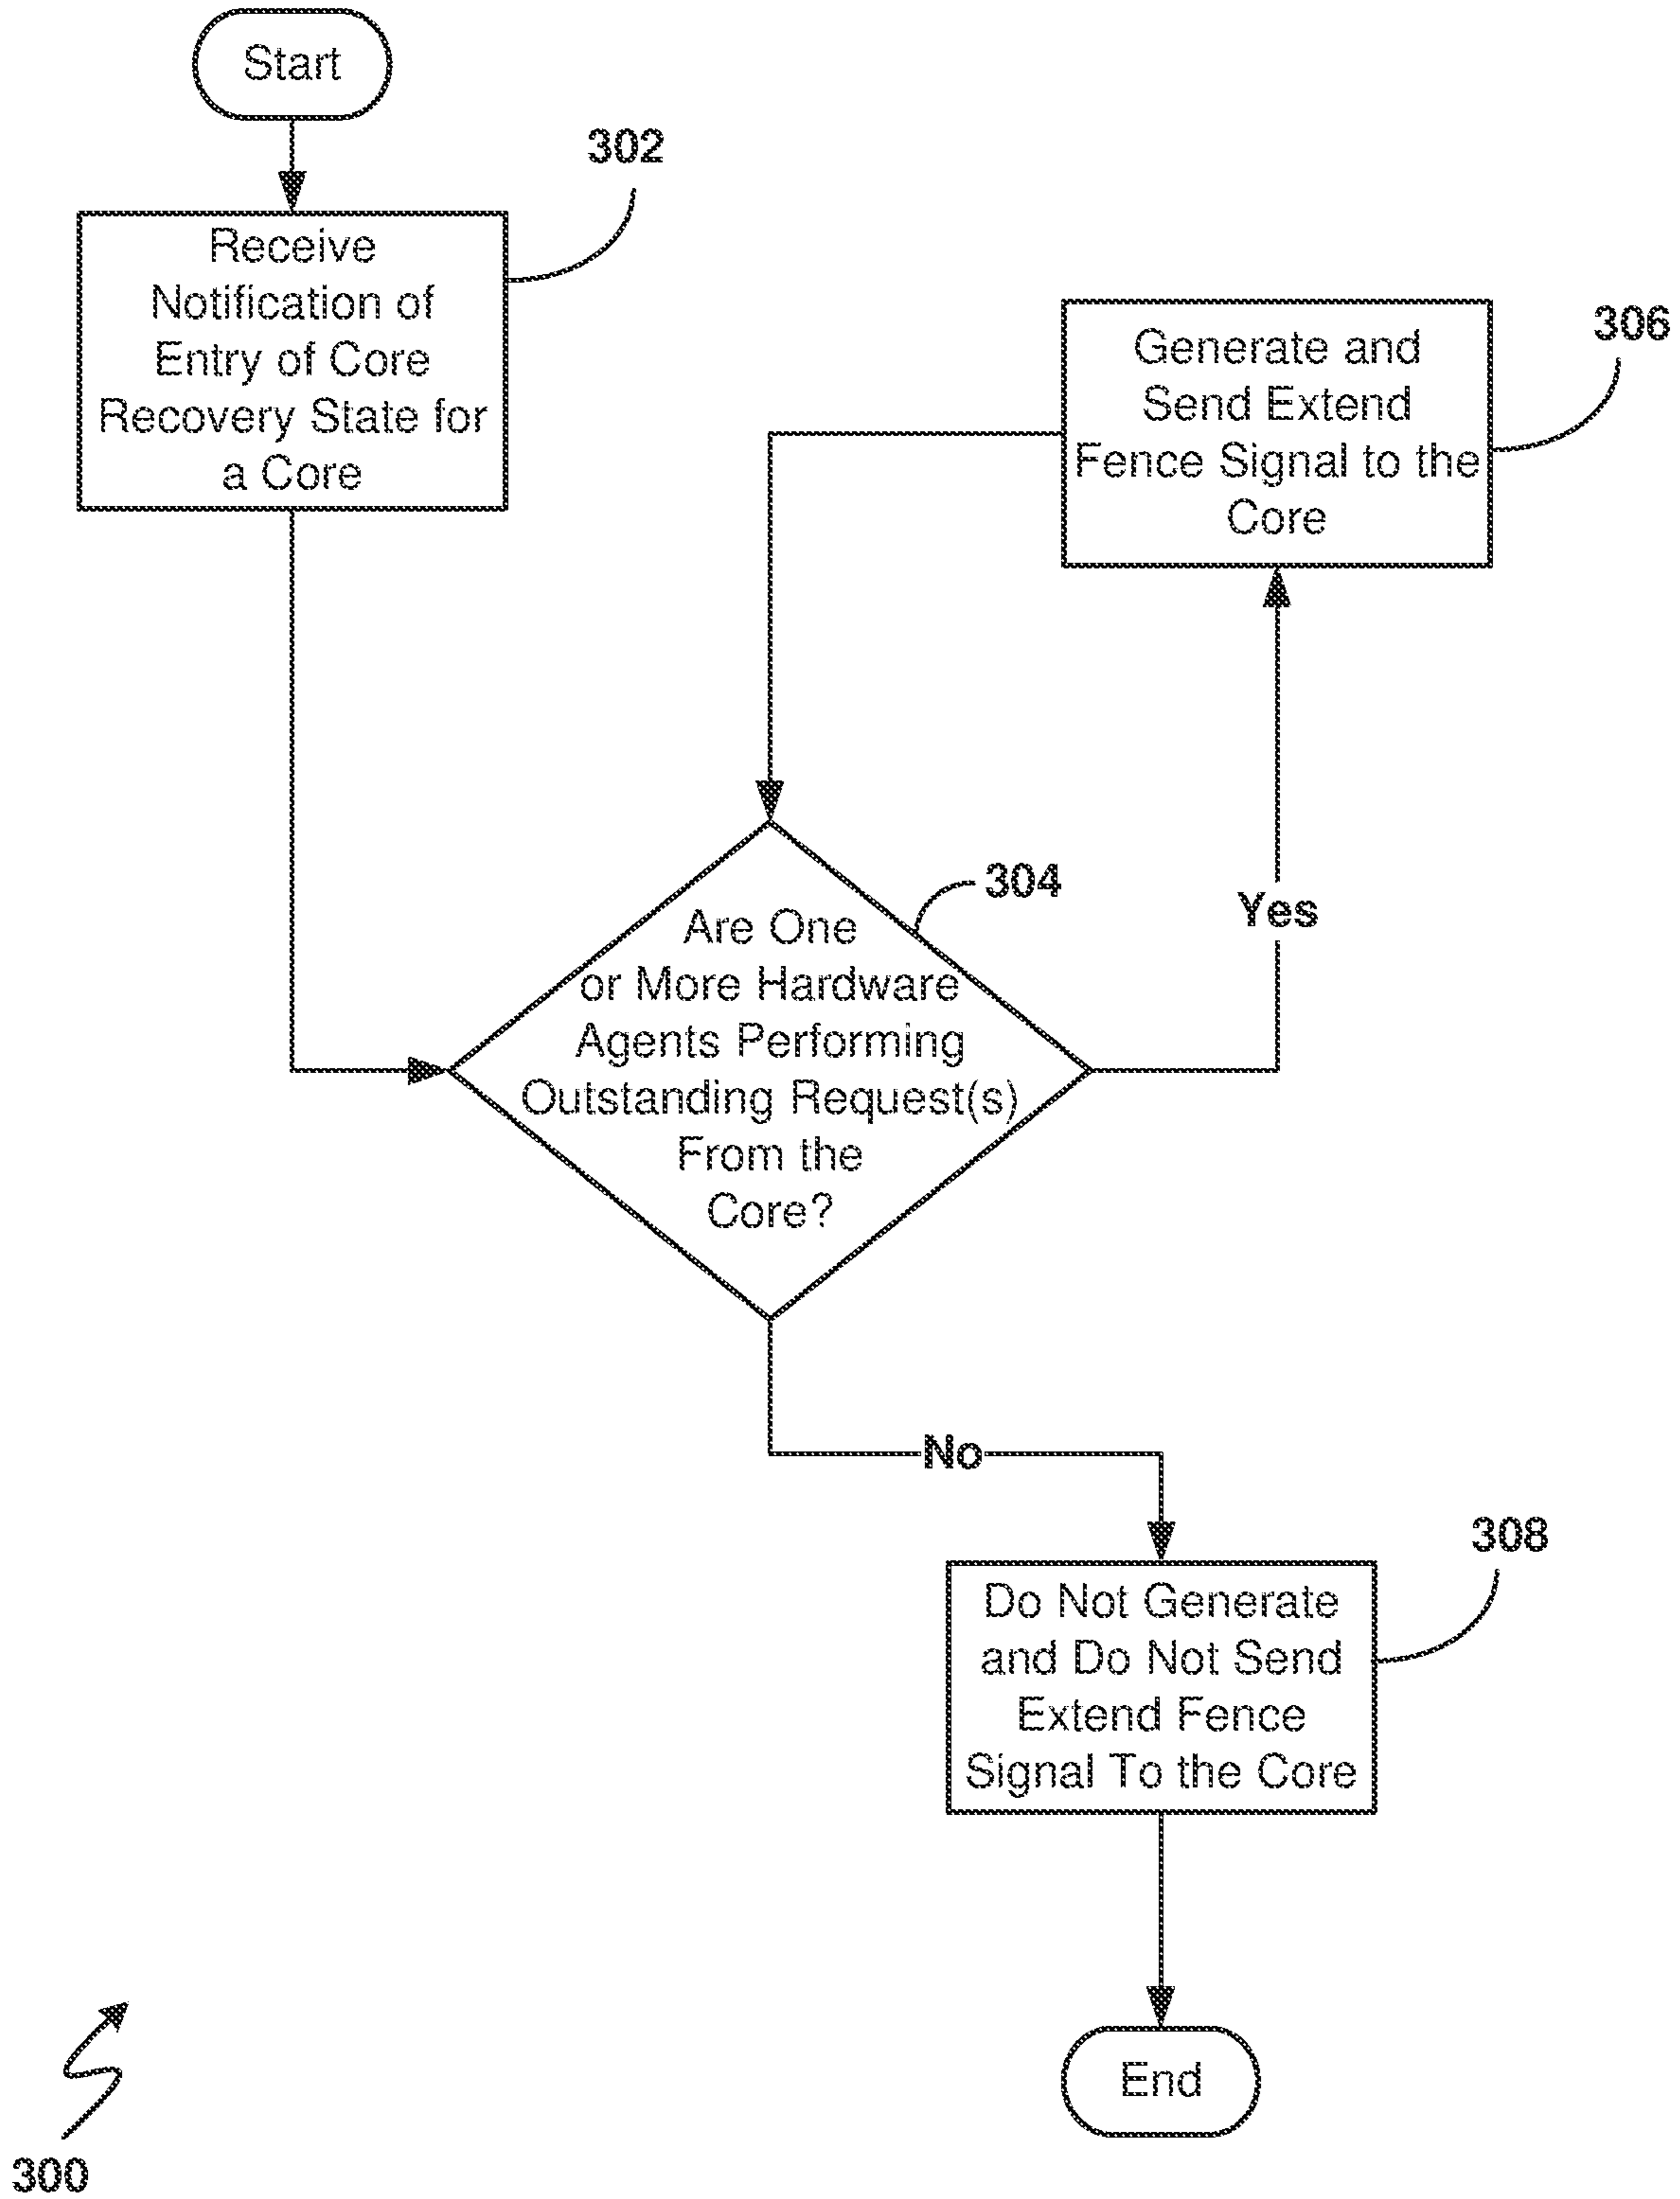 Start
302
Receive
Notification of
Entry of Core
Recovery State for
a Core
306
Generate and
Send Extend
Fence Signal to the
Core
304
Are One
or More Hardware
Agents Performing
Outstanding Request(s)
From the
Core?
Yes
No
308
Do Not Generate
and Do Not Send
Extend Fence
Signal To the Core
End
300